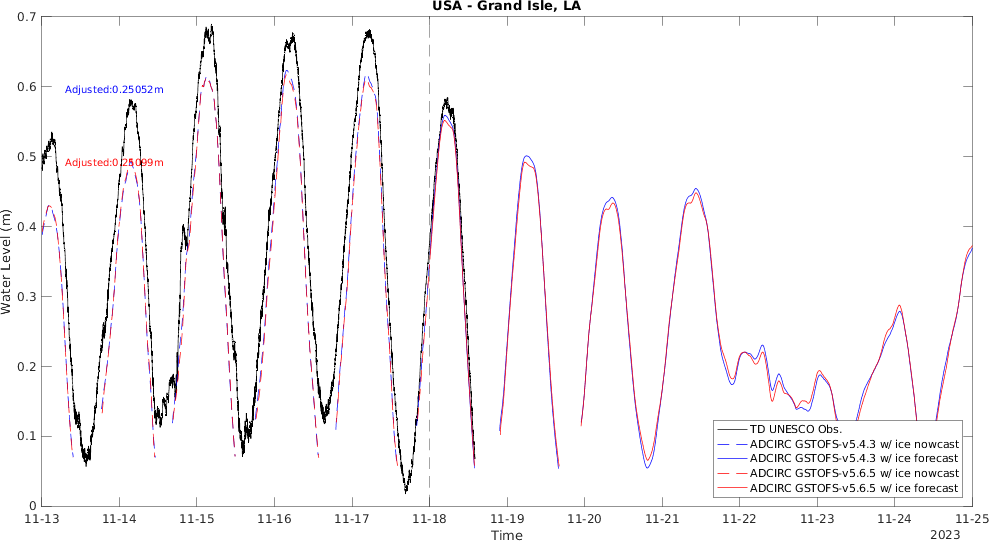 USA - Grand Isle, LA
0.7
0.6
0.5
0.4
0.3
0.2
0.1
0
Water Level (m)
Adjusted:0.25052m
Adjusted:0.25099m
TD UNESCO Obs.
ADCIRC GSTOFS-v5.4.3 w/ ice nowcast
ADCIRC GSTOFS-v5.4.3 w/ ice forecast
ADCIRC GSTOFS-v5.6.5 w/ ice nowcast
ADCIRC GSTOFS-v5.6.5 w/ ice forecast
11-13 11-14 11-15 11-16 11-17 11-18 11-19 11-20 11-21 11-22 11-23 11-24 11-25
Time
2023